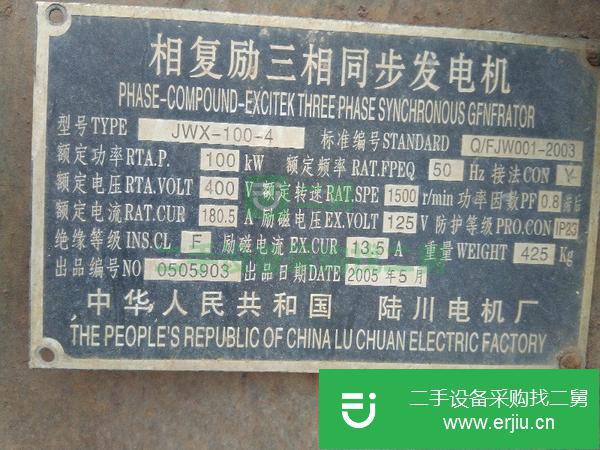 相复励三相同步发电机
PHASE-COMPOUND-EXCITEK THREE PHASE SYNCHRONOUS GFNFRATOR
型号TYPE JWX-100-4 标准编号STANDARD Q/FJW001-2003
额定功率RTA.P. 100 kW 额定频率RAT.FPEQ 50 Hz 接法CON Y
额定电压RTA.VOLT 400 V 额定转速RAT.SPE 1500 r/min 功率因数PF 0.8 滞后
额定电流RAT.CUR 180.5 A 励磁电压EX.VOLT 125 V 防护等级PRO.CON IP23
绝缘等级INS.CL F 励磁电流EX.CUR 13.5 A 重量WEIGHT 425 Kg
出品编号NO 0505903 出品日期DATE 2005年5月
中华人民共和国 陆川电机厂
THE PEOPLE'S REPUBLIC OF CHINA LU CHUAN ELECTRIC FACTORY
二手设备采购找二舅
www.erjiu.cn